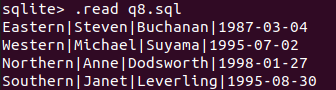 sqlite> .read q8.sql
Eastern|Steven|Buchanan|1987-03-04
Western|Michael|Suyama|1995-07-02
Northern|Anne|Dodsworth|1998-01-27
Southern|Janet|Leverling|1995-08-30